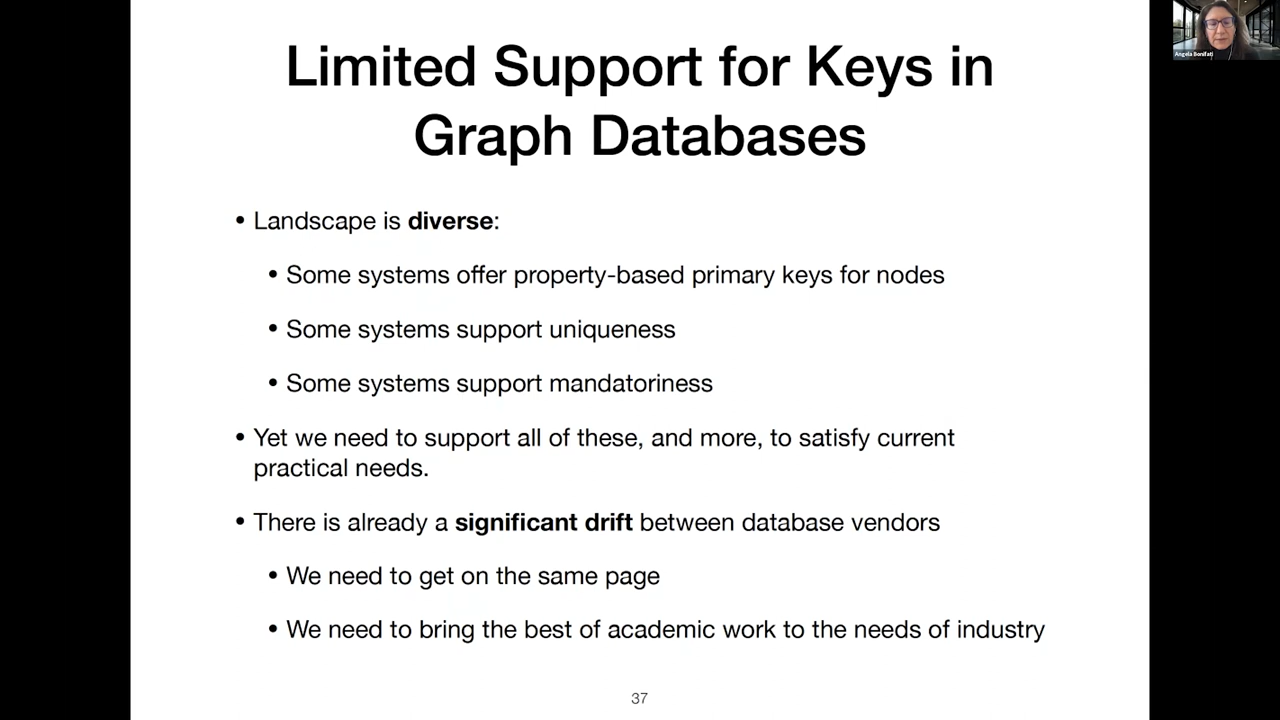 Limited Support for Keys in
Graph Databases
• Landscape is diverse:
• Some systems offer property-based primary keys for nodes
• Some systems support uniqueness
• Some systems support mandatoriness
• Yet we need to support all of these, and more, to satisfy current
practical needs.
• There is already a significant drift between database vendors
• We need to get on the same page
• We need to bring the best of academic work to the needs of industry
37
Angela Bonifati